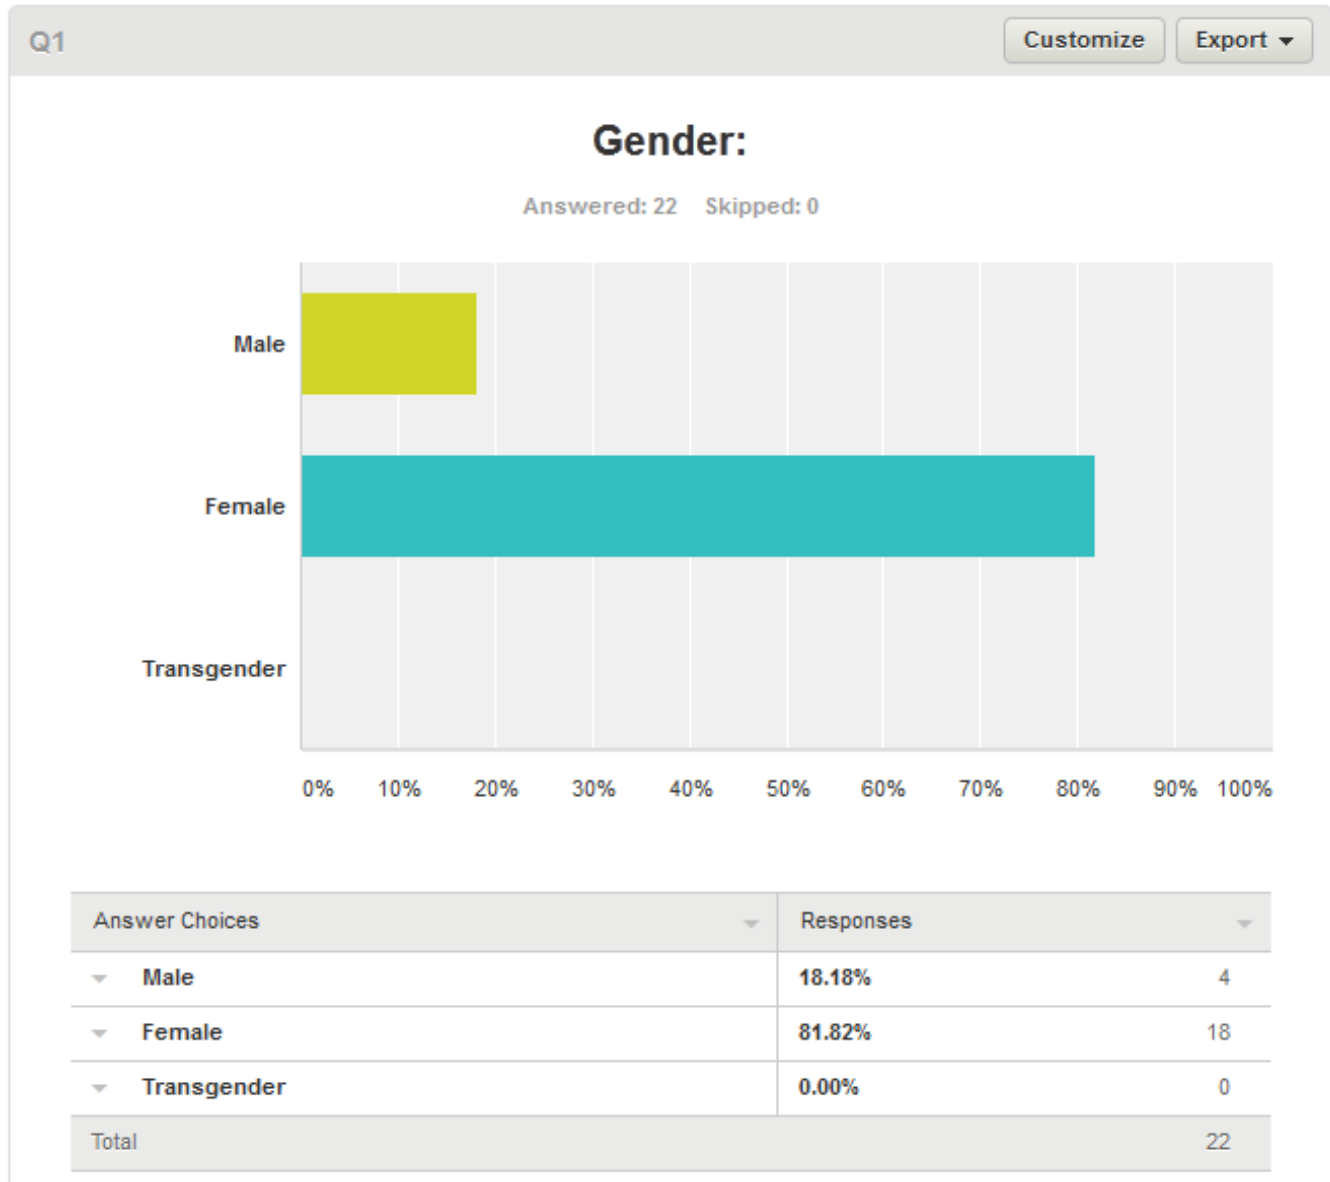 Q1 Customize Export
Gender:
Answered: 22 Skipped: 0
Male
Female
Transgender
0% 10% 20% 30% 40% 50% 60% 70% 80% 90% 100%
Answer Choices Responses
Male 18.18% 4
Female 81.82% 18
Transgender 0.00% 0
Total 22